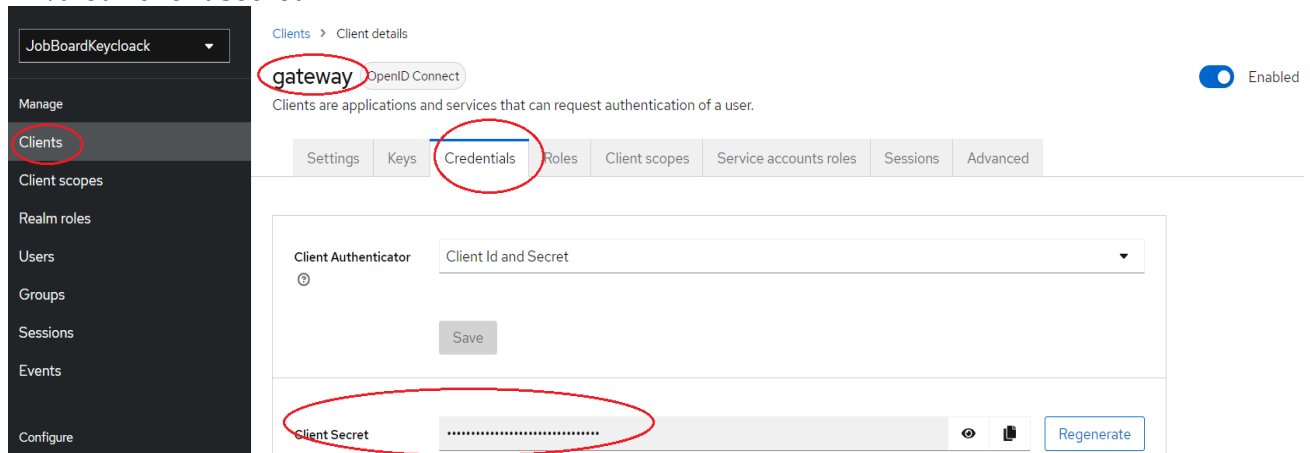 JobBoardKeycloack
Manage
Clients
Client scopes
Realm roles
Users
Groups
Sessions
Events
Configure
Clients > Client details
gateway OpenID Connect
Enabled
Clients are applications and services that can request authentication of a user.
Settings Keys Credentials Roles Client scopes Service accounts roles Sessions Advanced
Client Authenticator
Client Id and Secret
Save
Client Secret
Regenerate